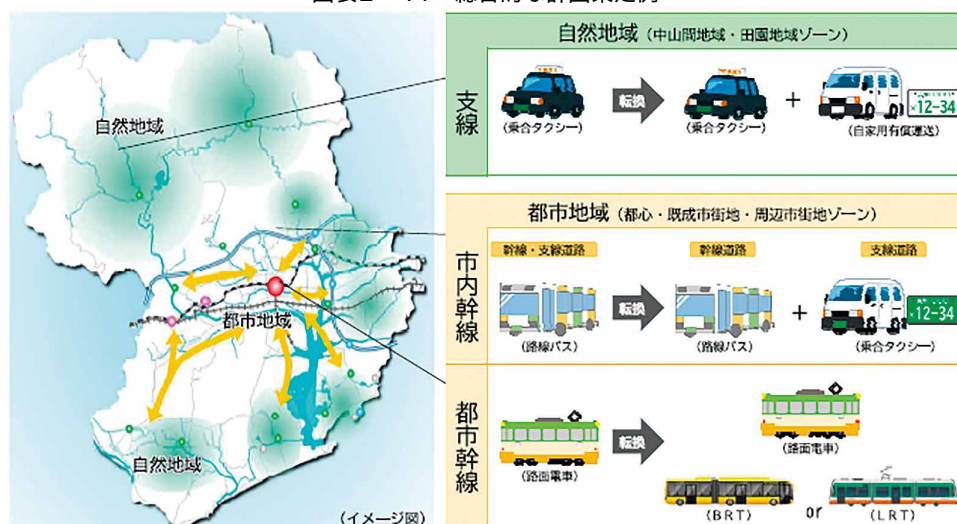 自然地域
都市地域
自然地域
(イメージ図)
支線
自然地域(中山間地域・田園地域ゾーン)
(乗合タクシー)
転換
(乗合タクシー)
+
12-34
(自家用有償運送)
市内幹線
都市地域(都心・既成市街地・周辺市街地ゾーン)
幹線・支線道路
幹線道路
支線道路
(路線バス)
転換
(路線バス)
+
12-34
(乗合タクシー)
都市幹線
(路面電車)
転換
(路面電車)
(BRT)
or
(LRT)